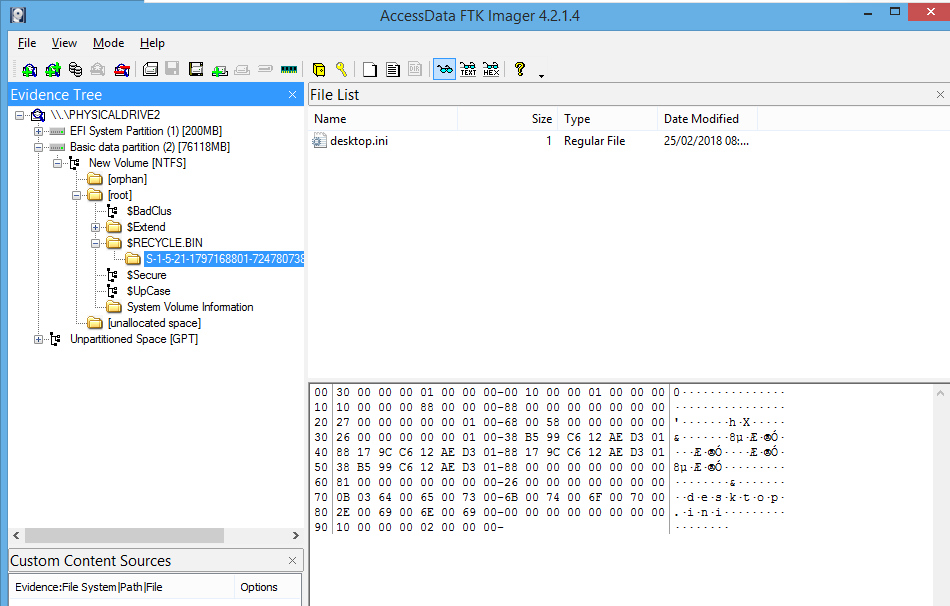 AccessData FTK Imager 4.2.1.4
File View Mode Help
TEXT HEX
Evidence Tree
\\.\PHYSICALDRIVE2
EFI System Partition (1) [200MB]
Basic data partition (2) [76118MB]
New Volume [NTFS]
[orphan]
[root]
$BadClus
$Extend
$RECYCLE.BIN
S-1-5-21-1797168801-724780738
$Secure
$UpCase
System Volume Information
[unallocated space]
Unpartitioned Space [GPT]
Custom Content Sources
Evidence:File System|Path|File Options
File List
Name Size Type Date Modified
desktop.ini 1 Regular File 25/02/2018 08:...
00 30 00 00 00 01 00 00 00-00 10 00 00 01 00 00 00 0···············
10 10 00 00 00 88 00 00 00-88 00 00 00 00 00 00 00 ················
20 27 00 00 00 00 00 01 00-68 00 58 00 00 00 00 00 '·······h·X·····
30 26 00 00 00 00 00 01 00-38 B5 99 C6 12 AE D3 01 &·······8µ·Æ·®Ó·
40 88 17 9C C6 12 AE D3 01-88 17 9C C6 12 AE D3 01 ···Æ·®Ó····Æ·®Ó·
50 38 B5 99 C6 12 AE D3 01-00 00 00 00 00 00 00 00 8µ·Æ·®Ó·········
60 81 00 00 00 00 00 00 00-26 00 00 00 00 00 00 00 ········&·······
70 0B 03 64 00 65 00 73 00-6B 00 74 00 6F 00 70 00 ··d·e·s·k·t·o·p·
80 2E 00 69 00 6E 00 69 00-00 00 00 00 00 00 00 00 .·i·n·i·········
90 10 00 00 00 02 00 00 00- ········